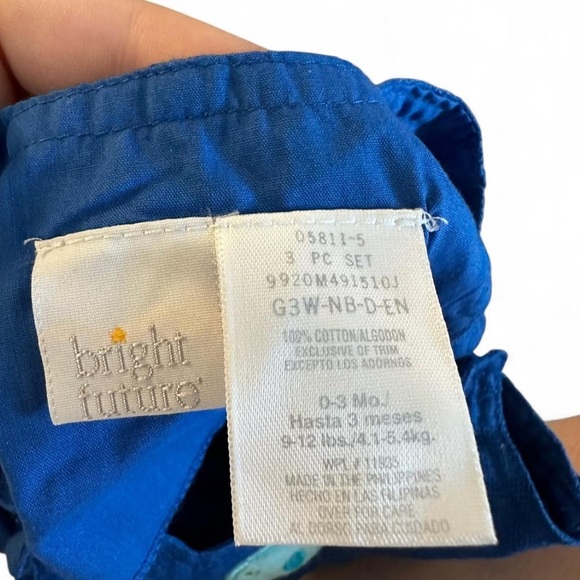 bright
future
05811-5
3 PC SET
9920M491510J
G3W-NB-D-EN
100% COTTON/ALGODON
EXCLUSIVE OF TRIM
EXCEPTO LOS ADORNOS
0-3 Mo./
Hasta 3 meses
9-12 lbs./4.1-5.4kg.
WPL # 11935
MADE IN THE PHILIPPINES
HECHO EN LAS FILIPINAS
OVER FOR CARE
AL DORSO PARA CUIDADO